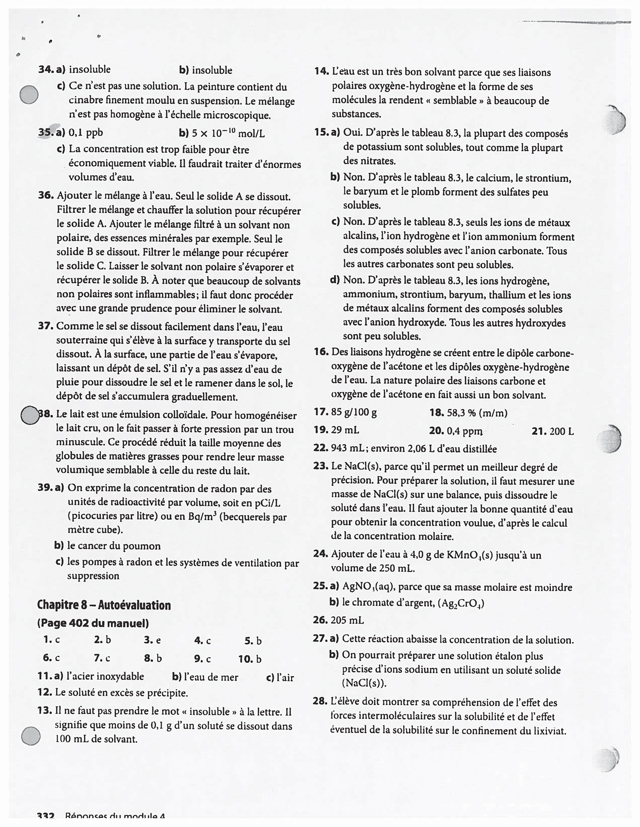 34. a) insoluble b) insoluble
c) Ce n'est pas une solution. La peinture contient du
cinabre finement moulu en suspension. Le mélange
n'est pas homogène à l'échelle microscopique.
35. a) 0,1 ppb b) 5 × 10⁻¹⁰ mol/L
c) La concentration est trop faible pour être
économiquement viable. Il faudrait traiter d'énormes
volumes d'eau.
36. Ajouter le mélange à l'eau. Seul le solide A se dissout.
Filtrer le mélange et chauffer la solution pour récupérer
le solide A. Ajouter le mélange filtré à un solvant non
polaire, des essences minérales par exemple. Seul le
solide B se dissout. Filtrer le mélange pour récupérer
le solide C. Laisser le solvant non polaire s'évaporer et
récupérer le solide B. À noter que beaucoup de solvants
non polaires sont inflammables; il faut donc procéder
avec une grande prudence pour éliminer le solvant.
37. Comme le sel se dissout facilement dans l'eau, l'eau
souterraine qui s'élève à la surface y transporte du sel
dissout. À la surface, une partie de l'eau s'évapore,
laissant un dépôt de sel. S'il n'y a pas assez d'eau de
pluie pour dissoudre le sel et le ramener dans le sol, le
dépôt de sel s'accumulera graduellement.
38. Le lait est une émulsion colloïdale. Pour homogénéiser
le lait cru, on le fait passer à forte pression par un trou
minuscule. Ce procédé réduit la taille moyenne des
globules de matières grasses pour rendre leur masse
volumique semblable à celle du reste du lait.
39. a) On exprime la concentration de radon par des
unités de radioactivité par volume, soit en pCi/L
(picocuries par litre) ou en Bq/m³ (becquerels par
mètre cube).
b) le cancer du poumon
c) les pompes à radon et les systèmes de ventilation par
suppression
Chapitre 8 – Autoévaluation
(Page 402 du manuel)
1. c 2. b 3. e 4. c 5. b
6. c 7. c 8. b 9. c 10. b
11. a) l'acier inoxydable b) l'eau de mer c) l'air
12. Le soluté en excès se précipite.
13. Il ne faut pas prendre le mot « insoluble » à la lettre. Il
signifie que moins de 0,1 g d'un soluté se dissout dans
100 mL de solvant.
14. L'eau est un très bon solvant parce que ses liaisons
polaires oxygène-hydrogène et la forme de ses
molécules la rendent « semblable » à beaucoup de
substances.
15. a) Oui. D'après le tableau 8.3, la plupart des composés
de potassium sont solubles, tout comme la plupart
des nitrates.
b) Non. D'après le tableau 8.3, le calcium, le strontium,
le baryum et le plomb forment des sulfates peu
solubles.
c) Non. D'après le tableau 8.3, seuls les ions de métaux
alcalins, l'ion hydrogène et l'ion ammonium forment
des composés solubles avec l'anion carbonate. Tous
les autres carbonates sont peu solubles.
d) Non. D'après le tableau 8.3, les ions hydrogène,
ammonium, strontium, baryum, thallium et les ions
de métaux alcalins forment des composés solubles
avec l'anion hydroxyde. Tous les autres hydroxydes
sont peu solubles.
16. Des liaisons hydrogène se créent entre le dipôle carbone-
oxygène de l'acétone et les dipôles oxygène-hydrogène
de l'eau. La nature polaire des liaisons carbone et
oxygène de l'acétone en fait aussi un bon solvant.
17. 85 g/100 g 18. 58,3 % (m/m)
19. 29 mL 20. 0,4 ppm 21. 200 L
22. 943 mL; environ 2,06 L d'eau distillée
23. Le NaCl(s), parce qu'il permet un meilleur degré de
précision. Pour préparer la solution, il faut mesurer une
masse de NaCl(s) sur une balance, puis dissoudre le
soluté dans l'eau. Il faut ajouter la bonne quantité d'eau
pour obtenir la concentration voulue, d'après le calcul
de la concentration molaire.
24. Ajouter de l'eau à 4,0 g de KMnO₄(s) jusqu'à un
volume de 250 mL.
25. a) AgNO₃(aq), parce que sa masse molaire est moindre
b) le chromate d'argent, (Ag₂CrO₄)
26. 205 mL
27. a) Cette réaction abaisse la concentration de la solution.
b) On pourrait préparer une solution étalon plus
précise d'ions sodium en utilisant un soluté solide
(NaCl(s)).
28. L'élève doit montrer sa compréhension de l'effet des
forces intermoléculaires sur la solubilité et de l'effet
éventuel de la solubilité sur le confinement du lixiviat.
332 Réponses du module 4